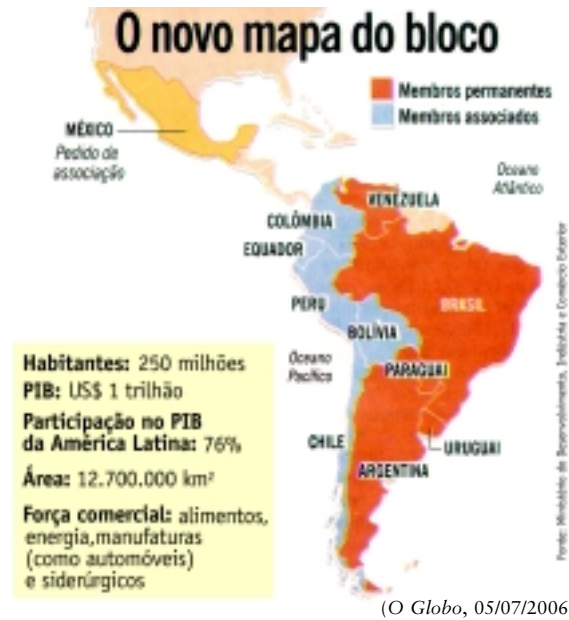 O novo mapa do bloco
Membros permanentes
Membros associados
MÉXICO
Pedido de
associação
Oceano
Atlântico
VENEZUELA
COLÔMBIA
EQUADOR
PERU
BRASIL
BOLÍVIA
Oceano
Pacífico
PARAGUAI
CHILE
URUGUAI
ARGENTINA
Habitantes: 250 milhões
PIB: US$ 1 trilhão
Participação no PIB
da América Latina: 76%
Área: 12.700.000 km²
Força comercial: alimentos,
energia,manufaturas
(como automóveis)
e siderúrgicos
Fonte: Ministério do Desenvolvimento, Indústria e Comércio Exterior
(O Globo, 05/07/2006